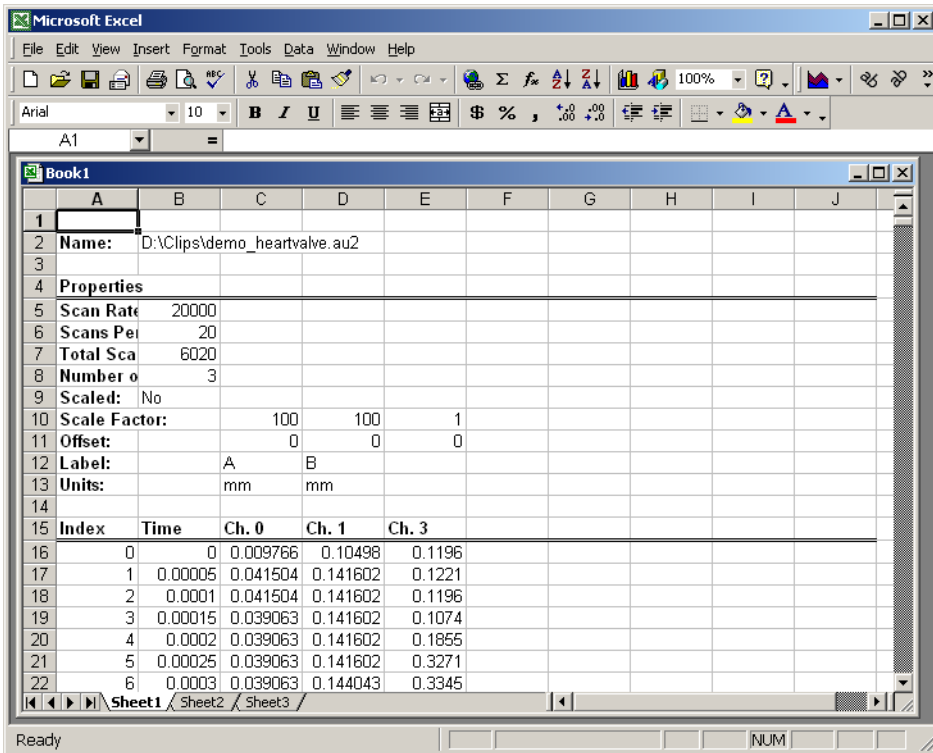 Microsoft Excel
File Edit View Insert Format Tools Data Window Help
ABC Σ fx A Z Z A 100% ?
Arial 10 B I U $ % , .0 .00 .00 .0 A
A1 =
Book1
A B C D E F G H I J
1
2 Name: D:\Clips\demo_heartvalve.au2
3
4 Properties
5 Scan Rate 20000
6 Scans Per 20
7 Total Sca 6020
8 Number o 3
9 Scaled: No
10 Scale Factor: 100 100 1
11 Offset: 0 0 0
12 Label: A B
13 Units: mm mm
14
15 Index Time Ch. 0 Ch. 1 Ch. 3
16 0 0 0.009766 0.10498 0.1196
17 1 0.00005 0.041504 0.141602 0.1221
18 2 0.0001 0.041504 0.141602 0.1196
19 3 0.00015 0.039063 0.141602 0.1074
20 4 0.0002 0.039063 0.141602 0.1855
21 5 0.00025 0.039063 0.141602 0.3271
22 6 0.0003 0.039063 0.144043 0.3345
Sheet1 Sheet2 Sheet3
Ready NUM